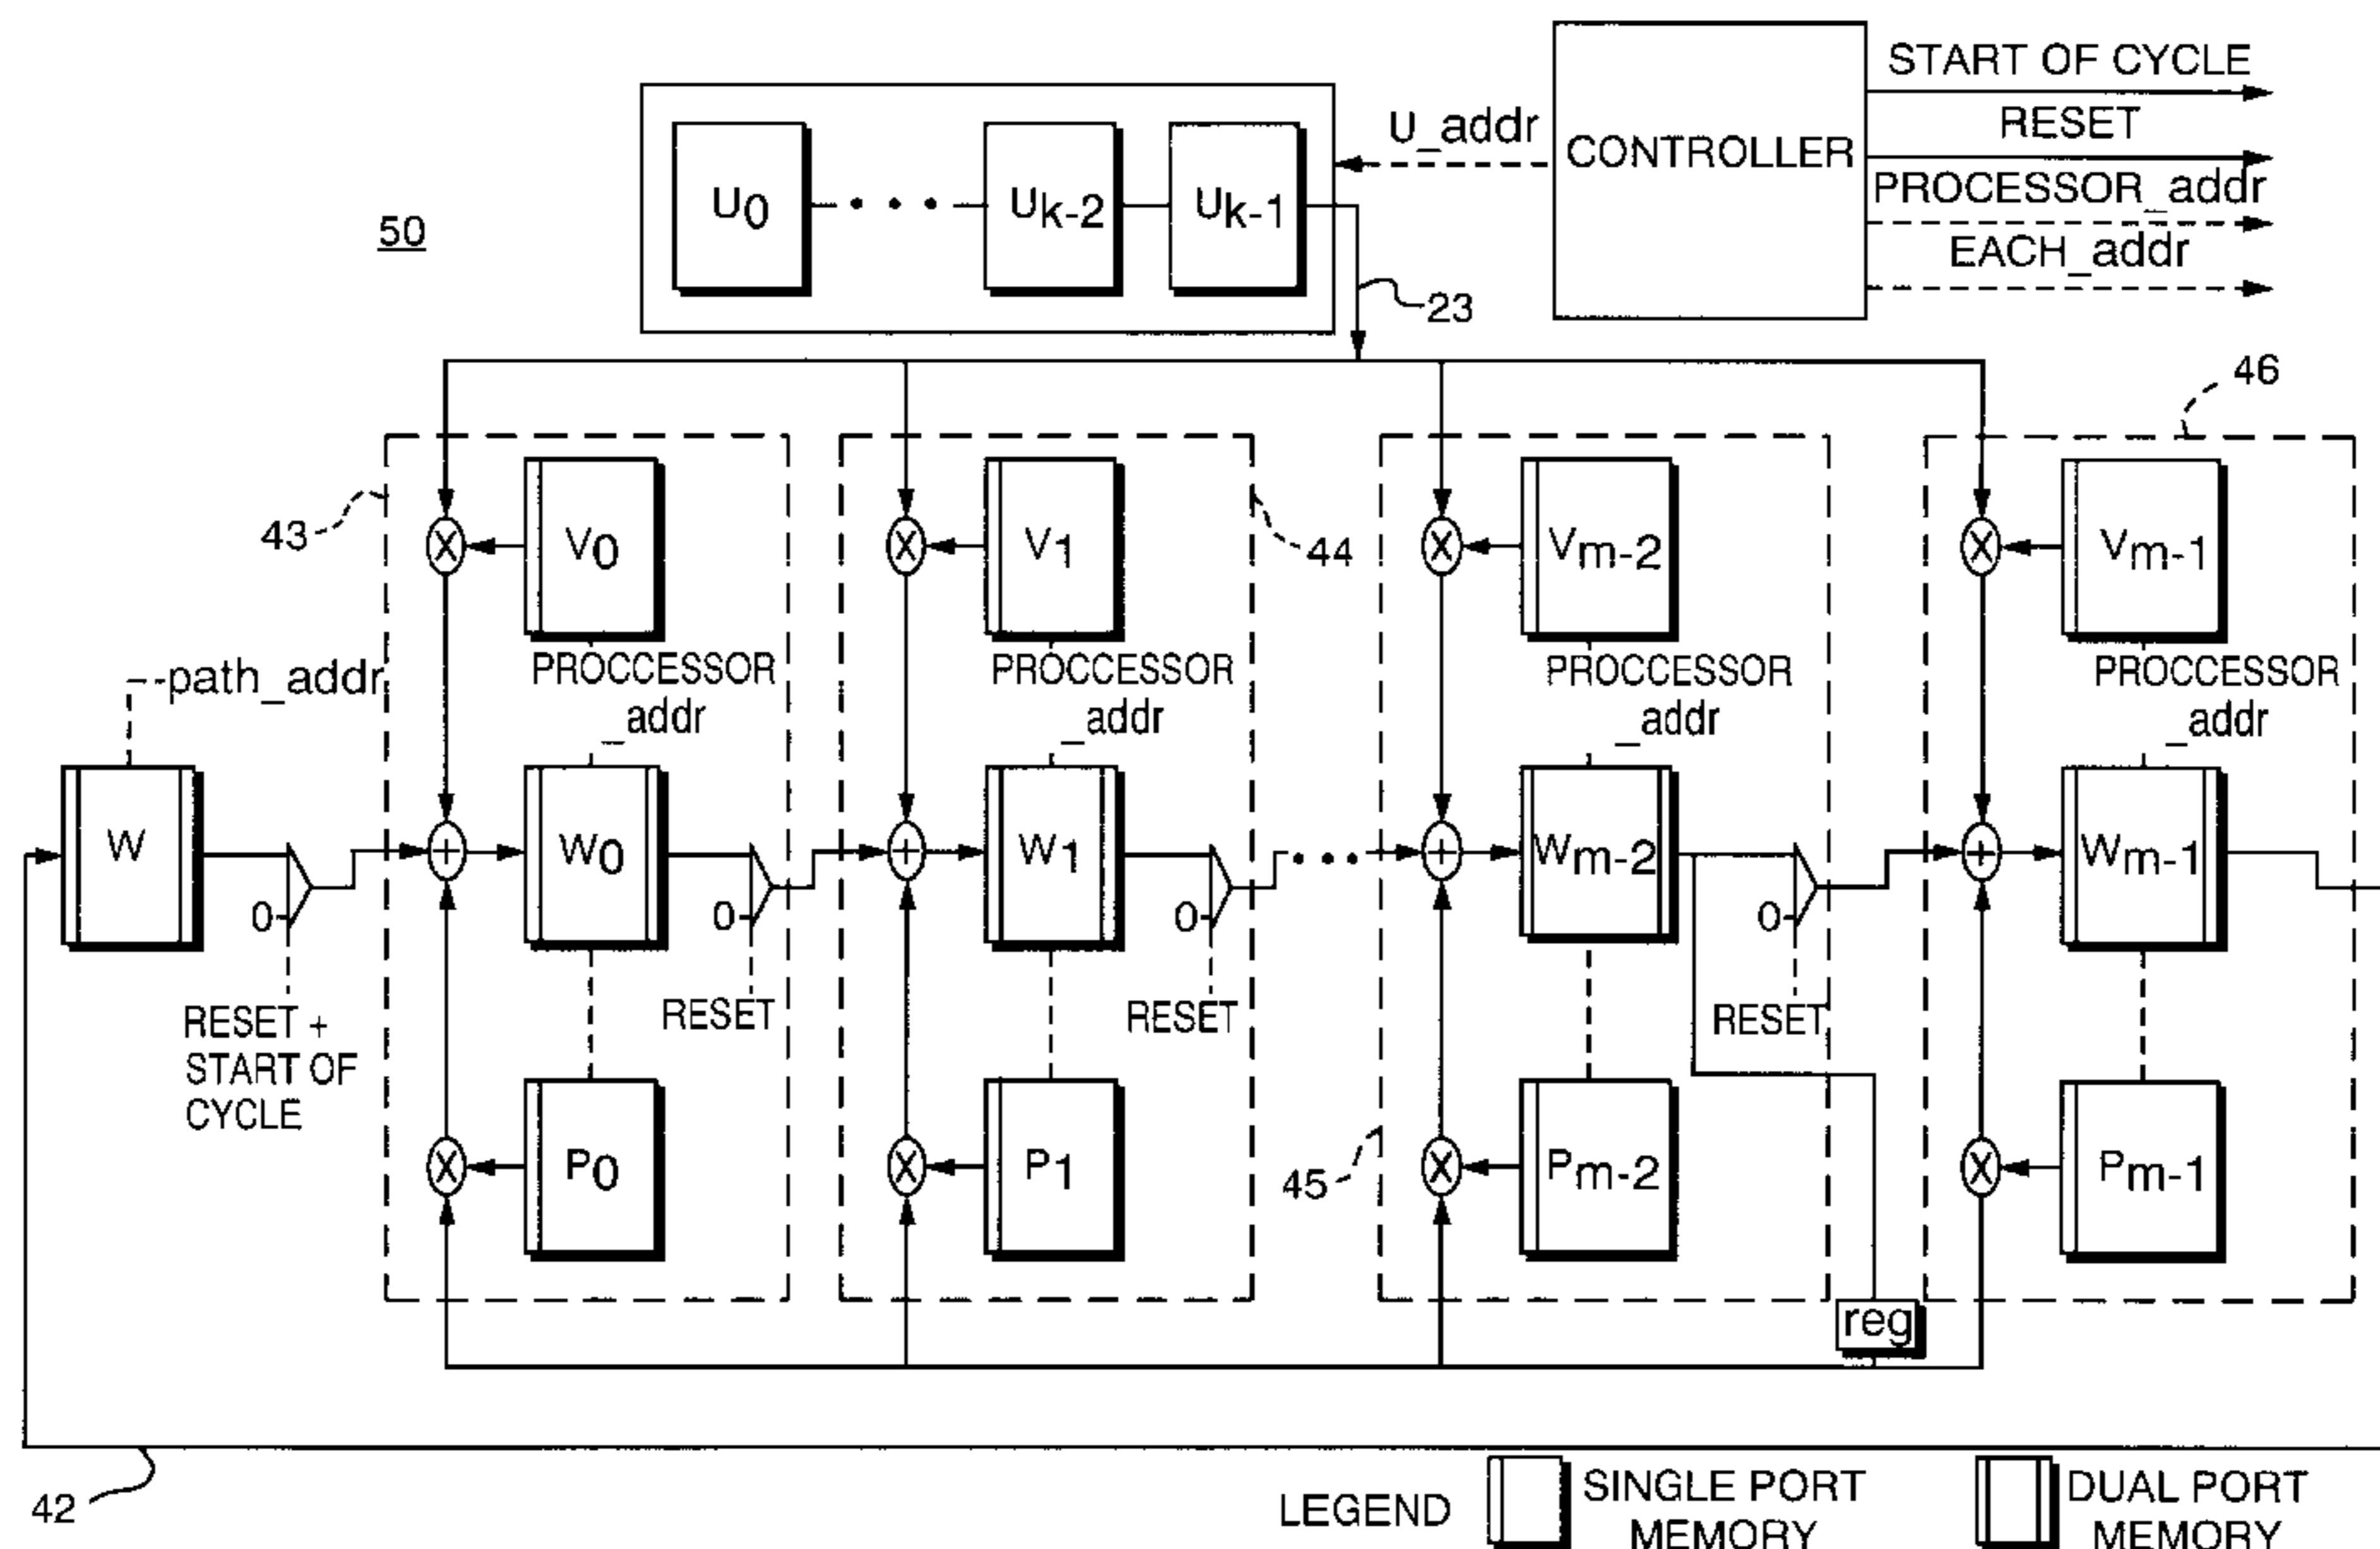 START OF CYCLE
RESET
PROCESSOR_addr
EACH_addr
CONTROLLER
U_addr
U0 • • • Uk-2 Uk-1
50
23
46
43
44
V0 V1 Vm-2 Vm-1
PROCCESSOR
_addr
PROCCESSOR
_addr
PROCCESSOR
_addr
PROCCESSOR
_addr
path_addr
W + W0 + W1 • • • + Wm-2 + Wm-1
0 0 0 0
RESET +
START OF
CYCLE
RESET
RESET
RESET
X X X X
P0 P1 Pm-2 Pm-1
X X X X
45
reg
42
LEGEND
SINGLE PORT
MEMORY
DUAL PORT
MEMORY